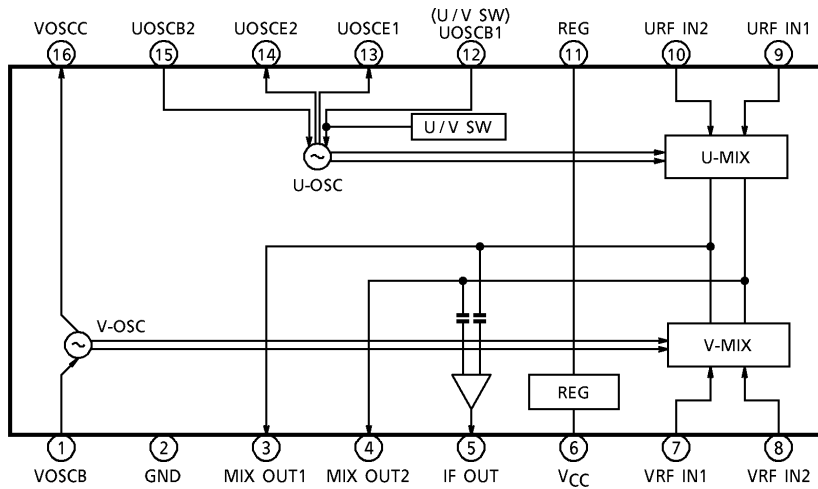 (U/V SW)
VOSCC UOSCB2 UOSCE2 UOSCE1 UOSCB1 REG URF IN2 URF IN1
16 15 14 13 12 11 10 9
U/V SW
U-MIX
U-OSC
V-OSC
V-MIX
REG
1 2 3 4 5 6 7 8
VOSCB GND MIX OUT1 MIX OUT2 IF OUT VCC VRF IN1 VRF IN2